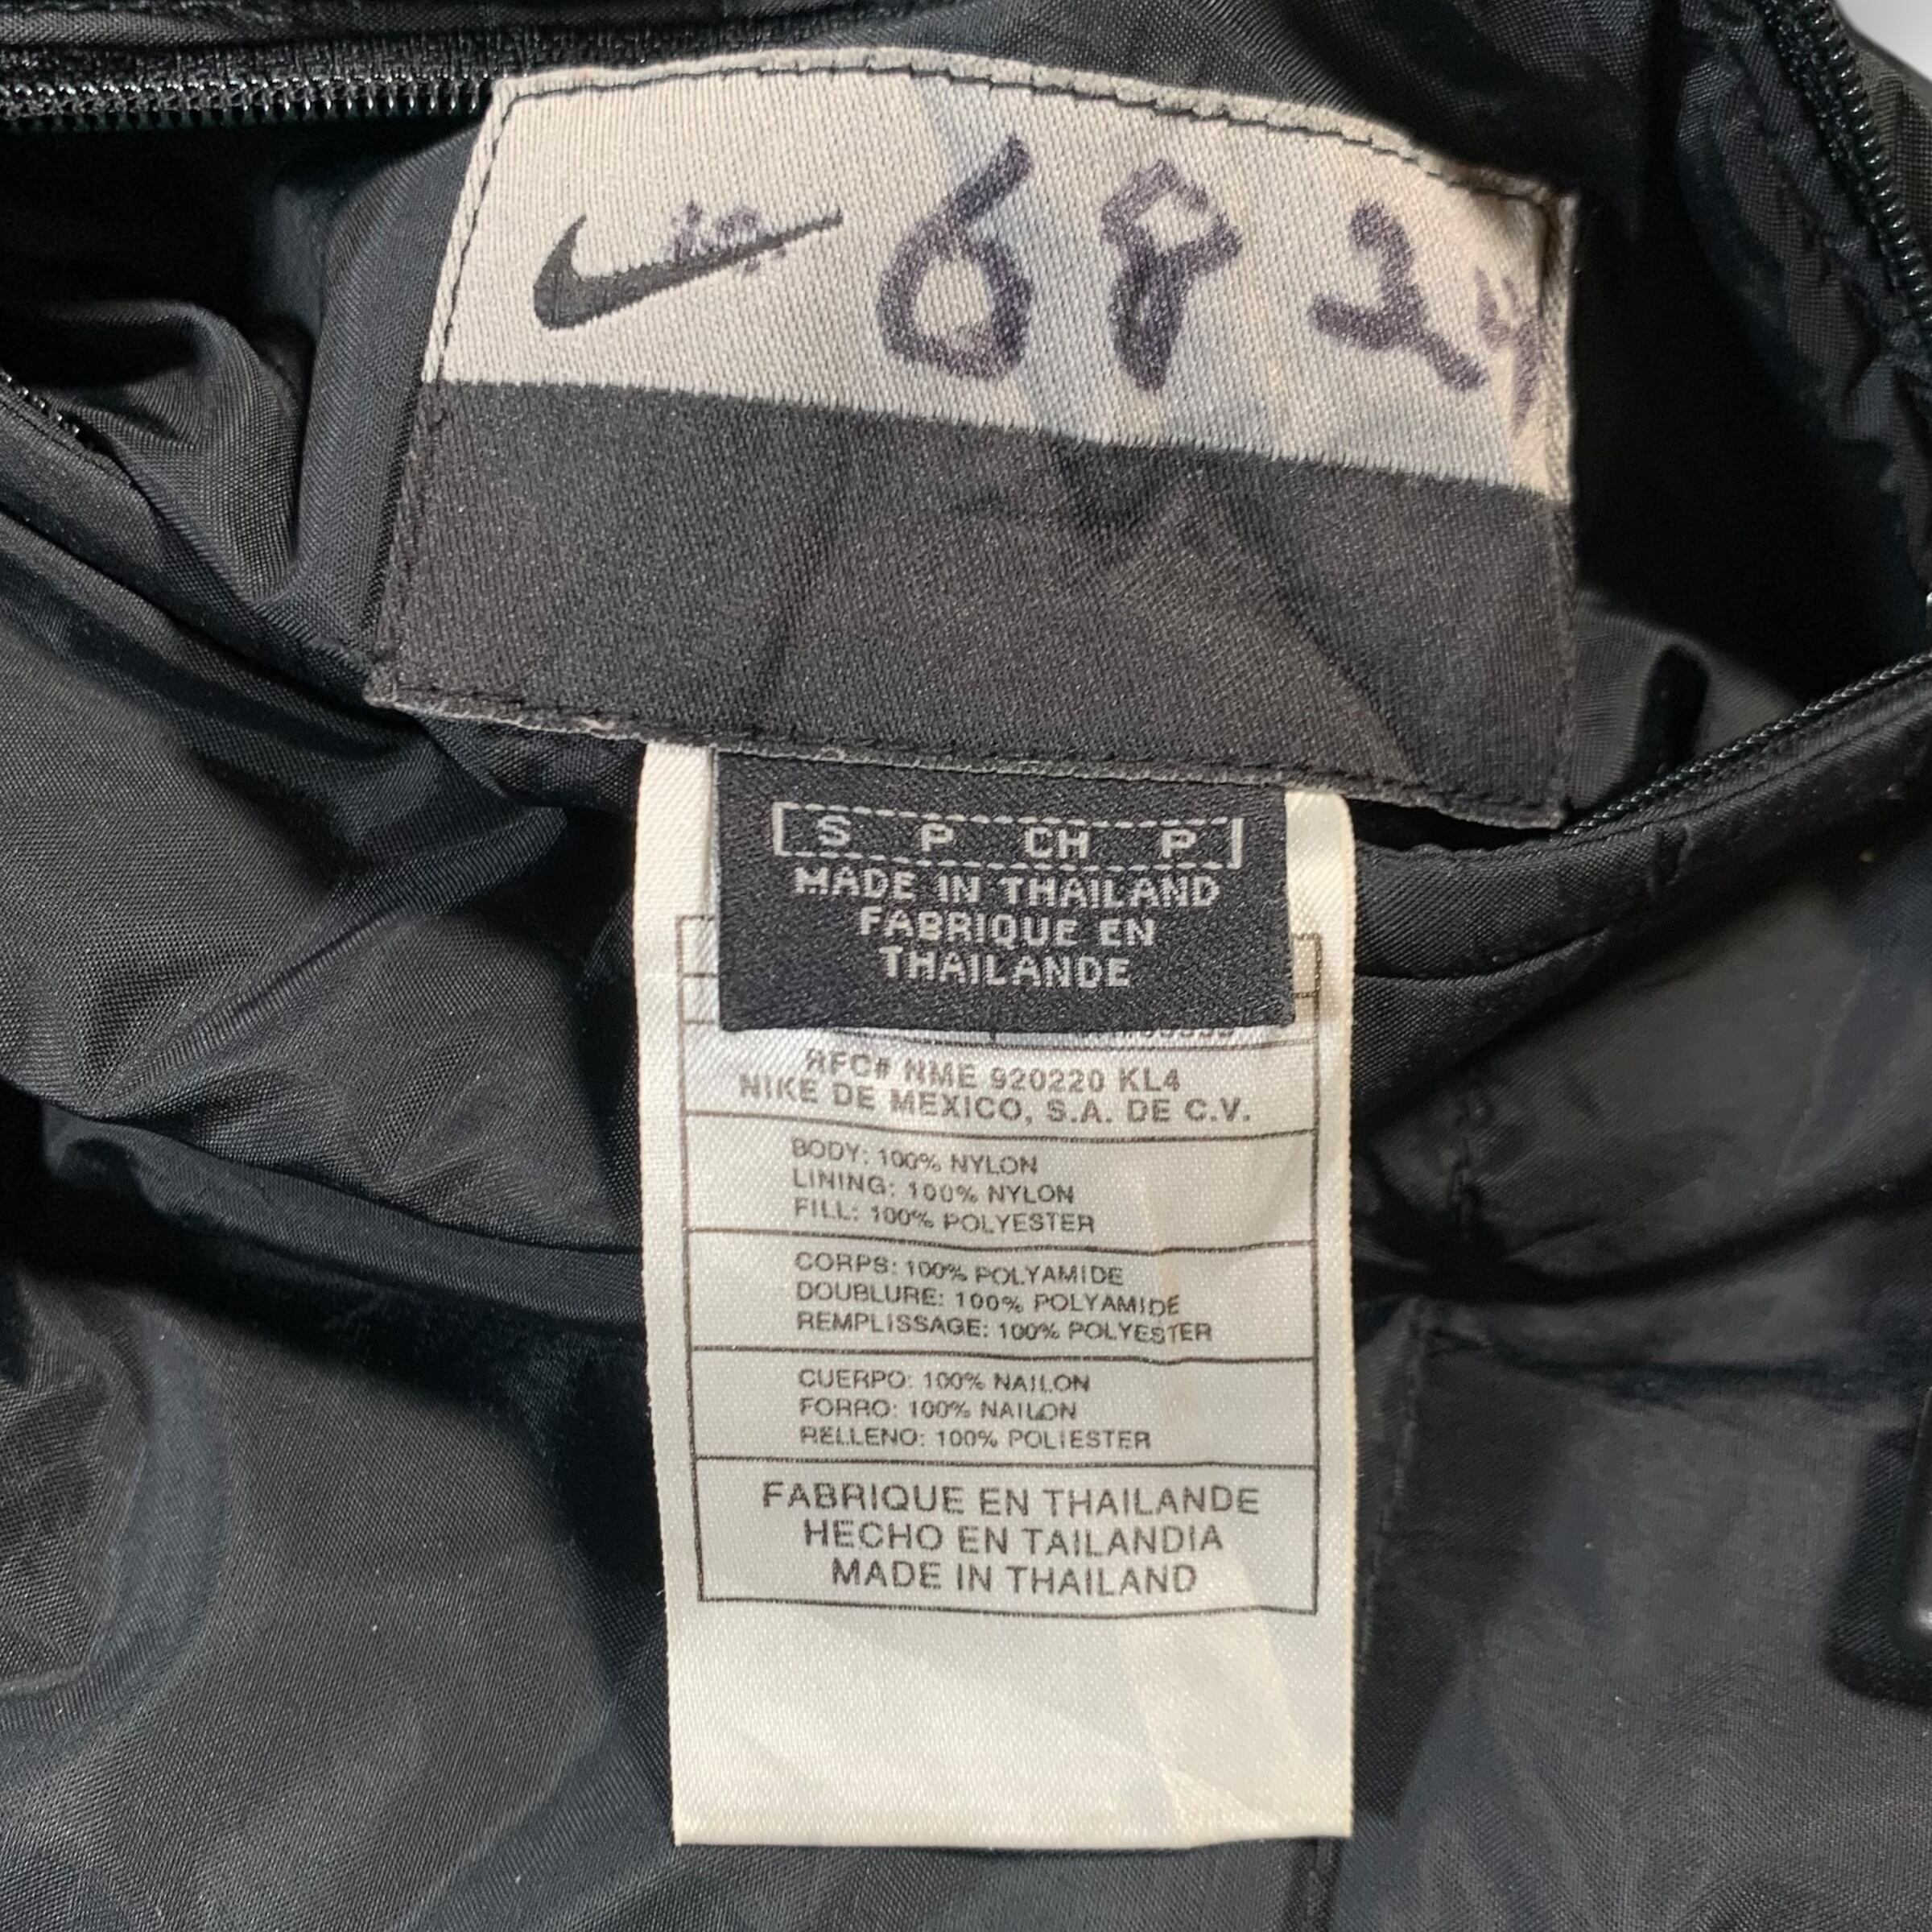 6824
S P CH P
MADE IN THAILAND
FABRIQUE EN
THAILANDE
RFC# NME 920220 KL4
NIKE DE MEXICO, S.A. DE C.V.
BODY: 100% NYLON
LINING: 100% NYLON
FILL: 100% POLYESTER
CORPS: 100% POLYAMIDE
DOUBLURE: 100% POLYAMIDE
REMPLISSAGE: 100% POLYESTER
CUERPO: 100% NAILON
FORRO: 100% NAILON
RELLENO: 100% POLIESTER
FABRIQUE EN THAILANDE
HECHO EN TAILANDIA
MADE IN THAILAND